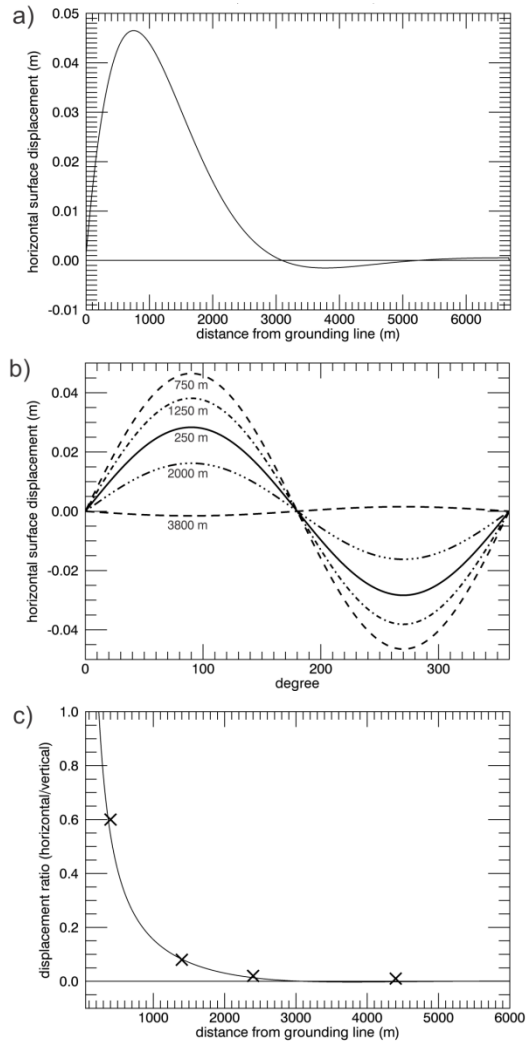 a)
0.05
0.04
0.03
0.02
0.01
0.00
-0.01
horizontal surface displacement (m)
0 1000 2000 3000 4000 5000 6000
distance from grounding line (m)
b)
0.04
0.02
0.00
-0.02
-0.04
horizontal surface displacement (m)
750 m
1250 m
250 m
2000 m
3800 m
0 100 200 300
degree
c)
1.0
0.8
0.6
0.4
0.2
0.0
displacement ratio (horizontal/vertical)
1000 2000 3000 4000 5000 6000
distance from grounding line (m)